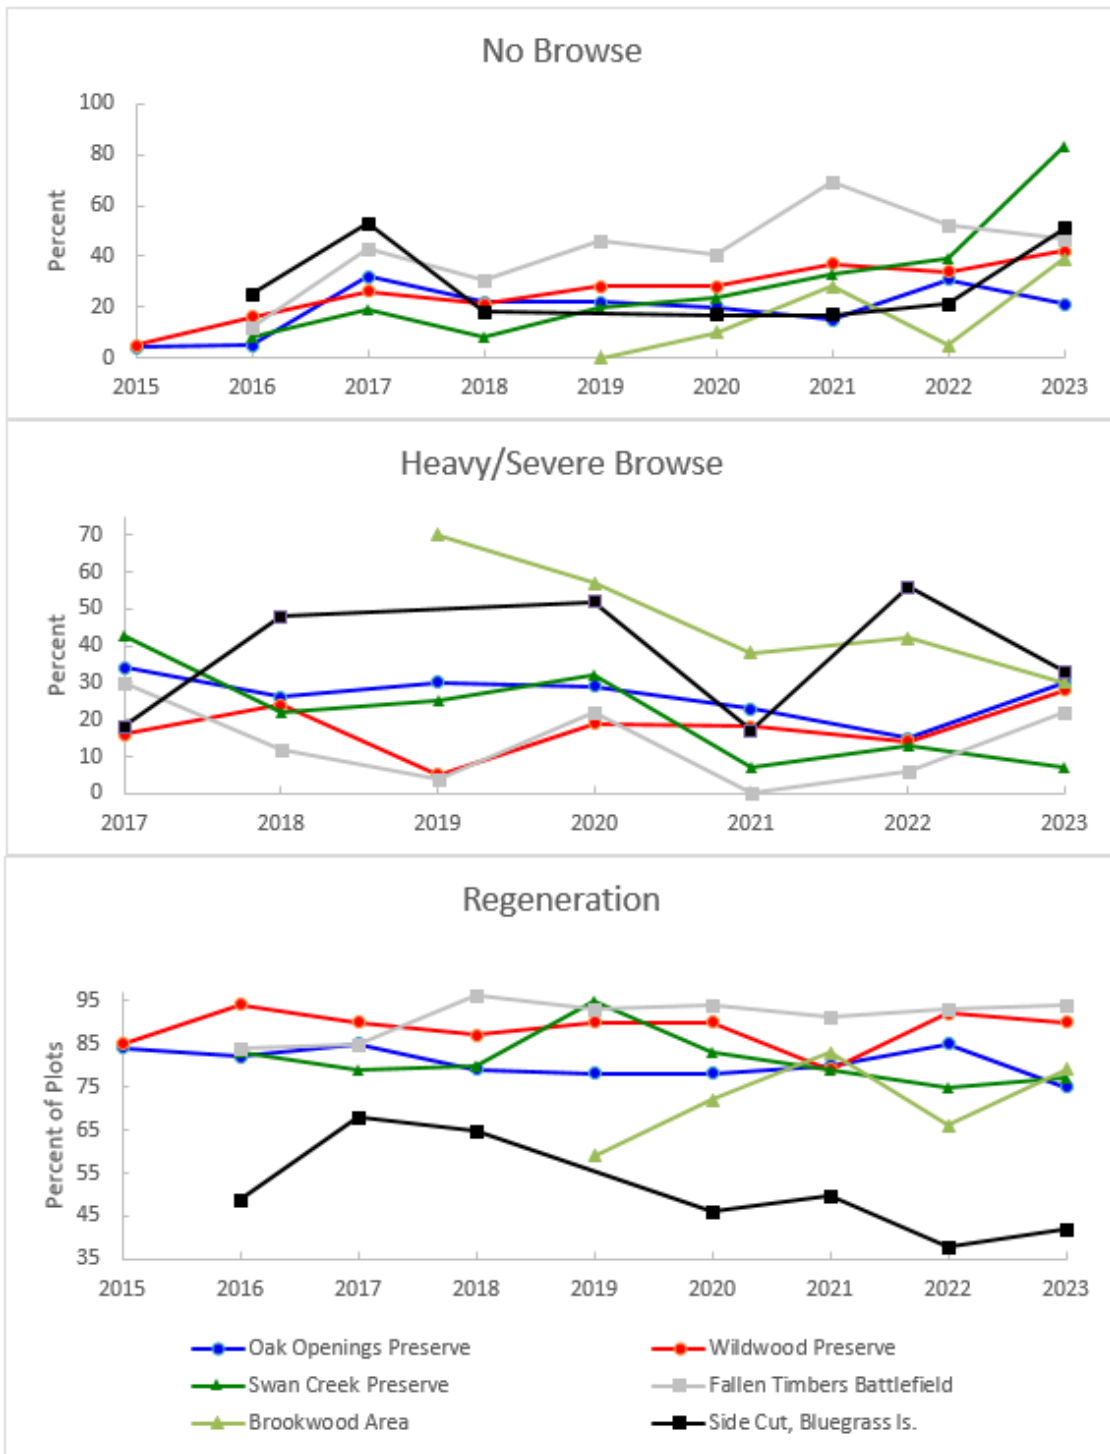 No Browse
Percent
100
80
60
40
20
0
2015 2016 2017 2018 2019 2020 2021 2022 2023
Heavy/Severe Browse
Percent
70
60
50
40
30
20
10
0
2017 2018 2019 2020 2021 2022 2023
Regeneration
Percent of Plots
95
85
75
65
55
45
35
2015 2016 2017 2018 2019 2020 2021 2022 2023
Oak Openings Preserve Wildwood Preserve
Swan Creek Preserve Fallen Timbers Battlefield
Brookwood Area Side Cut, Bluegrass Is.